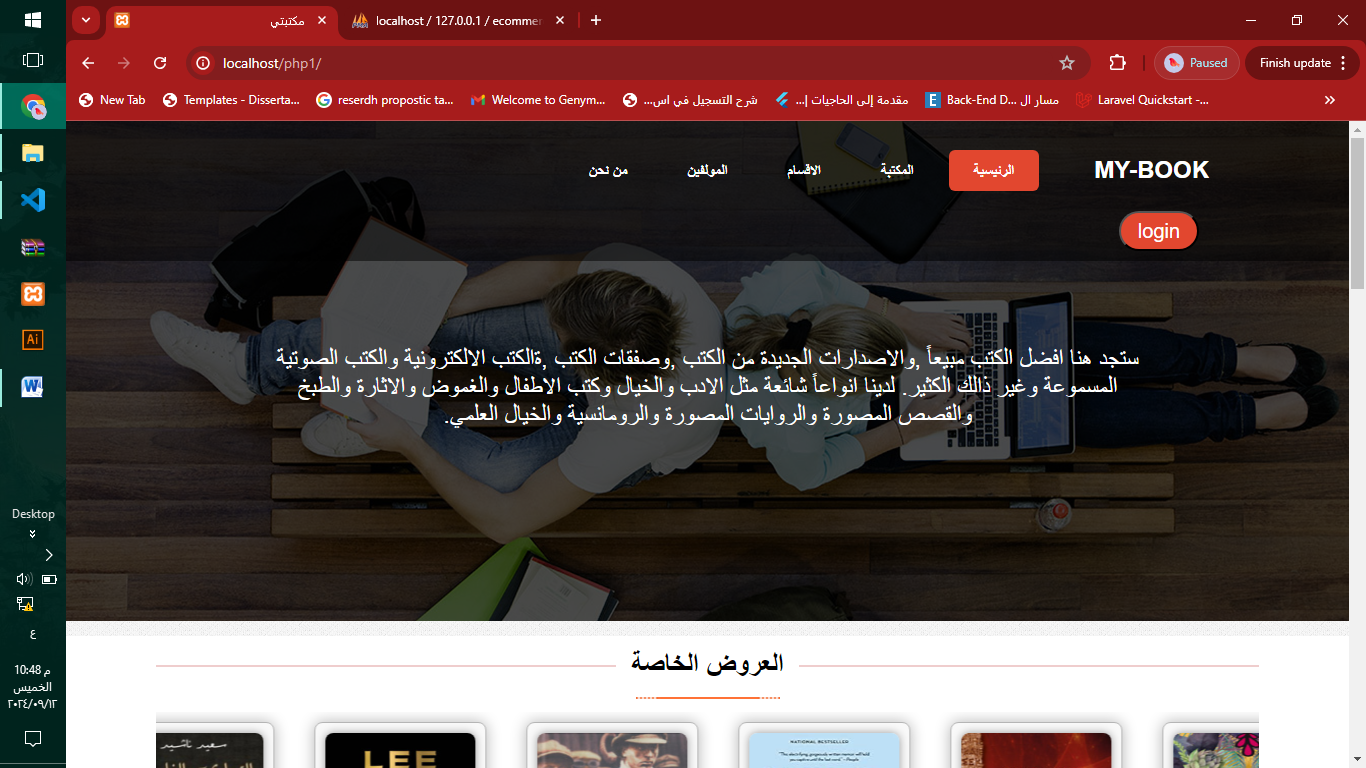 مكتبتي
localhost / 127.0.0.1 / ecommer
localhost/php1/
Paused
Finish update
New Tab
Templates - Disserta...
reserdh propostic ta...
Welcome to Genym...
شرح التسجيل في اس...
مقدمة إلى الحاجيات |...
Back-End D... مسار ال
Laravel Quickstart -...
MY-BOOK
الرئيسية
المكتبة
الاقسام
المولفين
من نحن
login
ستجد هنا افضل الكتب مبيعاً ,والاصدارات الجديدة من الكتب ,وصفقات الكتب ,ةالكتب الالكترونية والكتب الصوتية
المسموعة وغير ذالك الكثير. لدينا انواعاً شائعة مثل الادب والخيال وكتب الاطفال والغموض والاثارة والطبخ
والقصص المصورة والروايات المصورة والرومانسية والخيال العلمي.
العروض الخاصة
سعيد ناشيد
LEE
NATIONAL BESTSELLER
Desktop
ع
10:48 م
الخميس
٢٠٢٤/٠٩/١٢